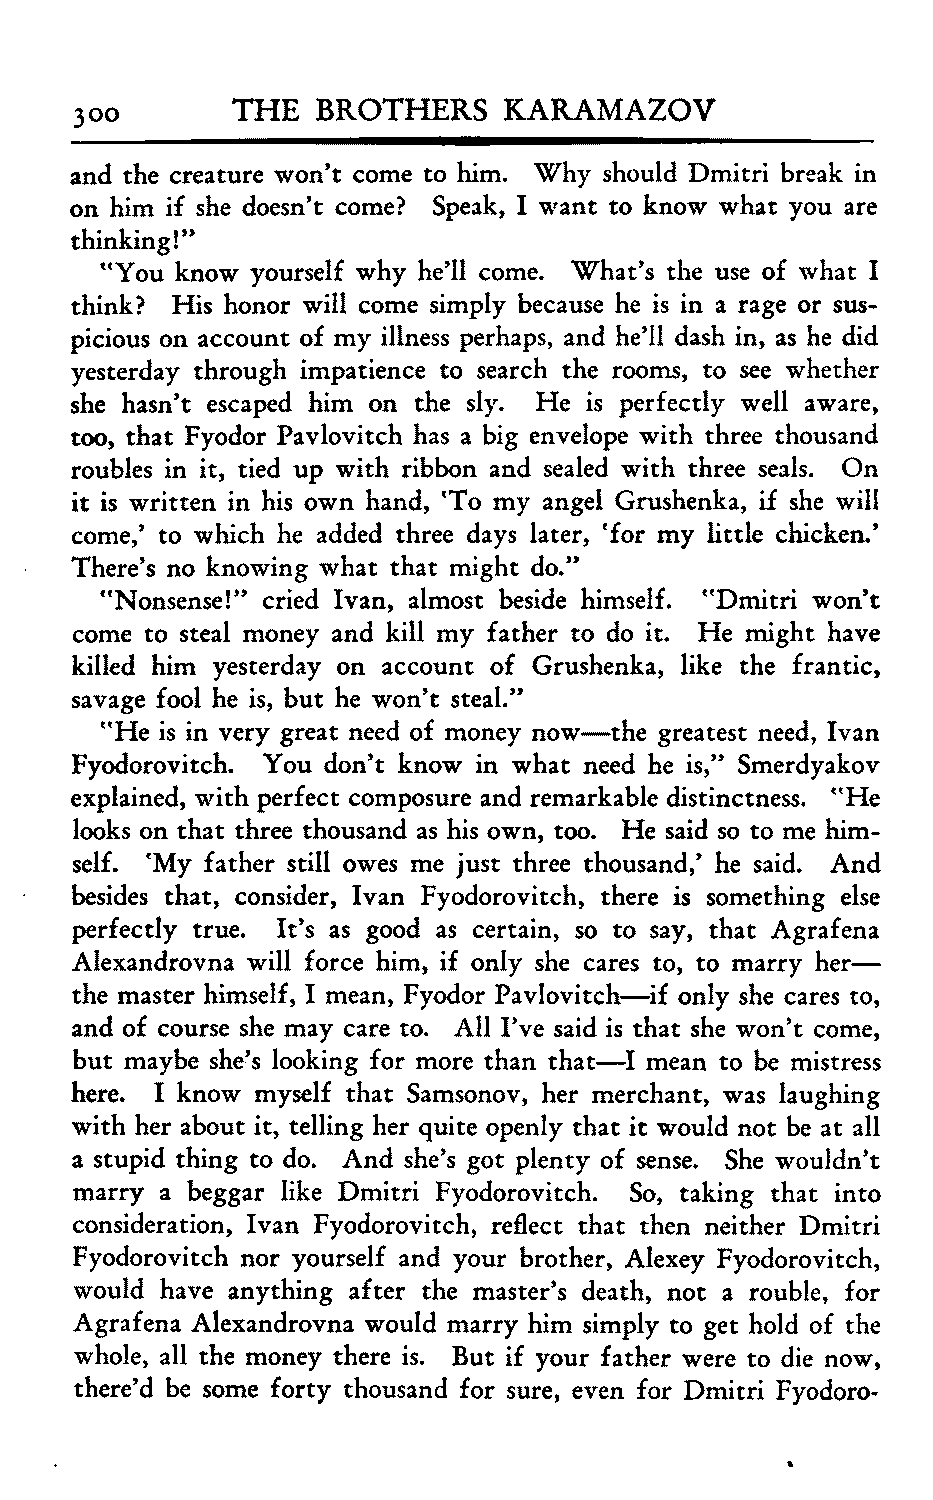 300 THE BROTHERS KARAMAZOV
and the creature won't come to him. Why should Dmitri break in
on him if she doesn't come? Speak, I want to know what you are
thinking!"
"You know yourself why he'll come. What's the use of what I
think? His honor will come simply because he is in a rage or sus-
picious on account of my illness perhaps, and he'll dash in, as he did
yesterday through impatience to search the rooms, to see whether
she hasn't escaped him on the sly. He is perfectly well aware,
too, that Fyodor Pavlovitch has a big envelope with three thousand
roubles in it, tied up with ribbon and sealed with three seals. On
it is written in his own hand, 'To my angel Grushenka, if she will
come,' to which he added three days later, 'for my little chicken.'
There's no knowing what that might do."
"Nonsense!" cried Ivan, almost beside himself. "Dmitri won't
come to steal money and kill my father to do it. He might have
killed him yesterday on account of Grushenka, like the frantic,
savage fool he is, but he won't steal."
"He is in very great need of money now—the greatest need, Ivan
Fyodorovitch. You don't know in what need he is," Smerdyakov
explained, with perfect composure and remarkable distinctness. "He
looks on that three thousand as his own, too. He said so to me him-
self. 'My father still owes me just three thousand,' he said. And
besides that, consider, Ivan Fyodorovitch, there is something else
perfectly true. It's as good as certain, so to say, that Agrafena
Alexandrovna will force him, if only she cares to, to marry her—
the master himself, I mean, Fyodor Pavlovitch—if only she cares to,
and of course she may care to. All I've said is that she won't come,
but maybe she's looking for more than that—I mean to be mistress
here. I know myself that Samsonov, her merchant, was laughing
with her about it, telling her quite openly that it would not be at all
a stupid thing to do. And she's got plenty of sense. She wouldn't
marry a beggar like Dmitri Fyodorovitch. So, taking that into
consideration, Ivan Fyodorovitch, reflect that then neither Dmitri
Fyodorovitch nor yourself and your brother, Alexey Fyodorovitch,
would have anything after the master's death, not a rouble, for
Agrafena Alexandrovna would marry him simply to get hold of the
whole, all the money there is. But if your father were to die now,
there'd be some forty thousand for sure, even for Dmitri Fyodoro-